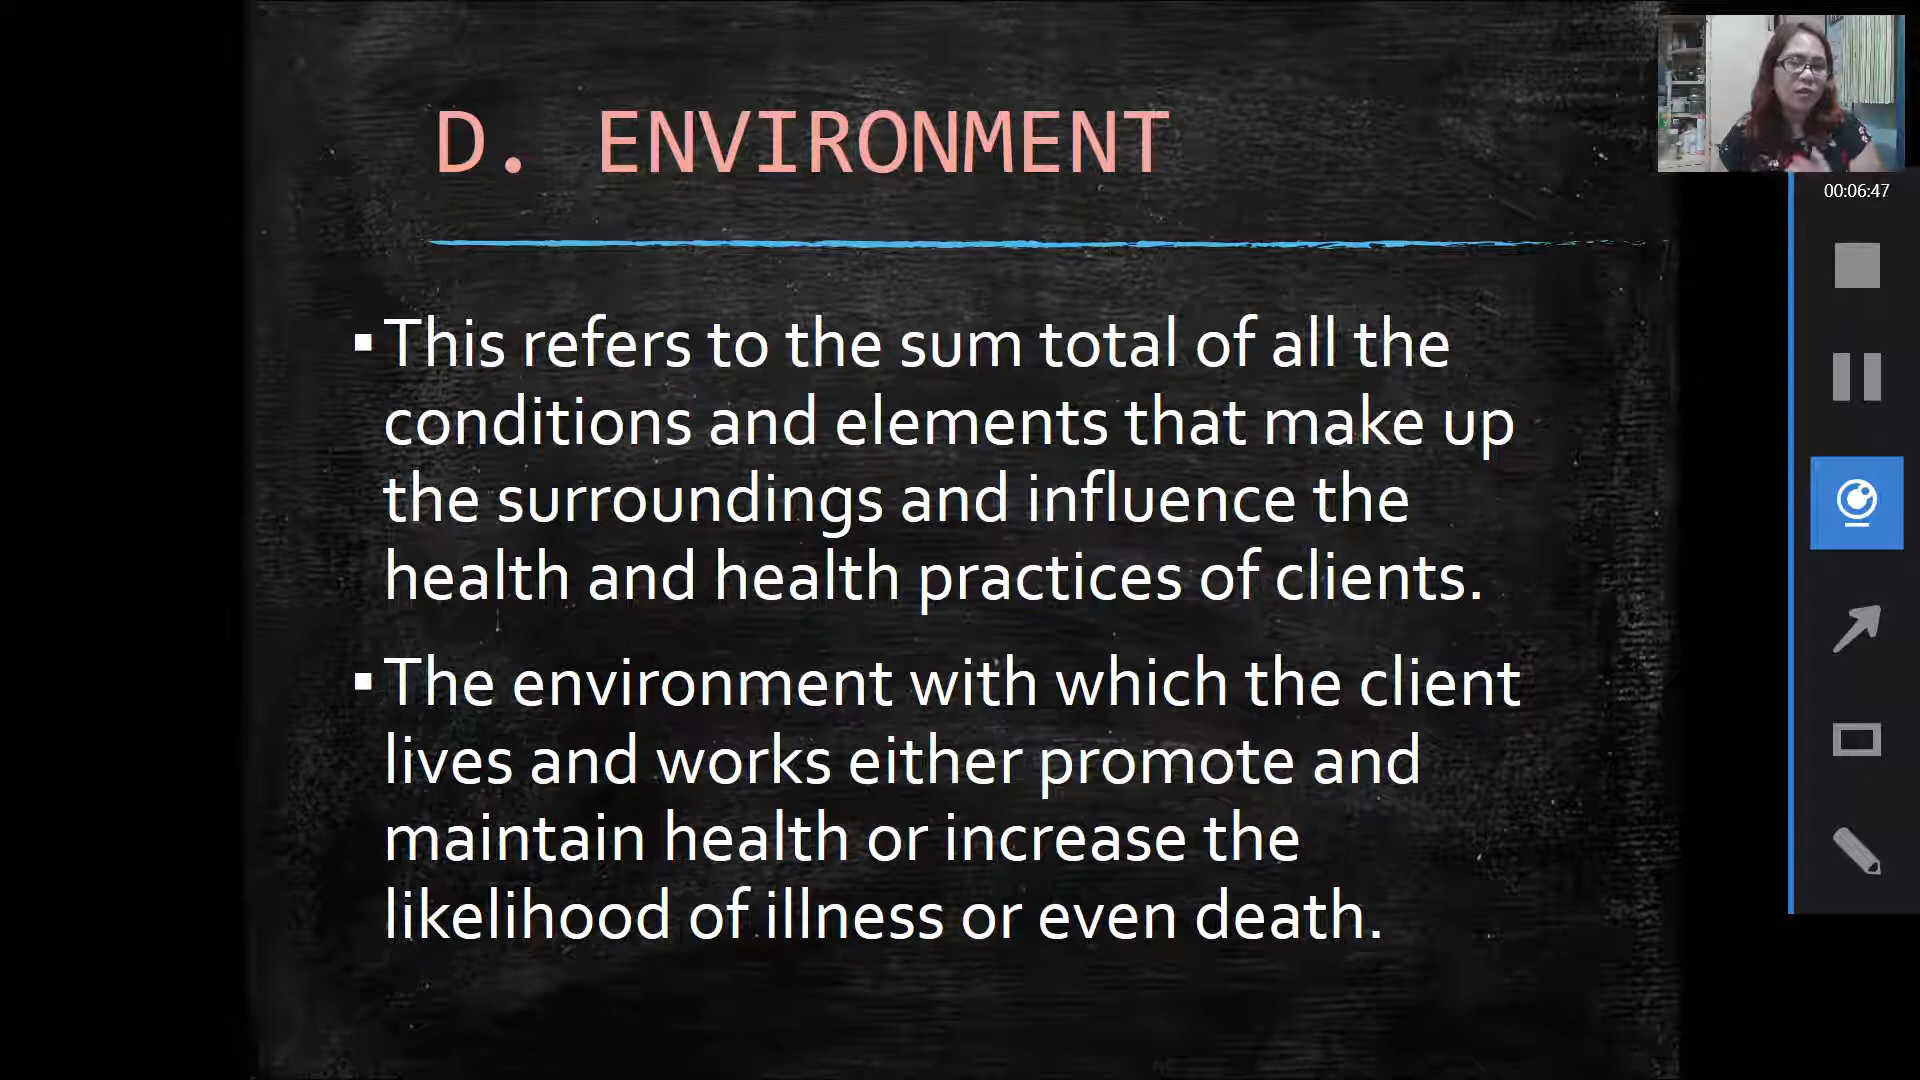 D. ENVIRONMENT
00:06:47
▪This refers to the sum total of all the
conditions and elements that make up
the surroundings and influence the
health and health practices of clients.
▪The environment with which the client
lives and works either promote and
maintain health or increase the
likelihood of illness or even death.